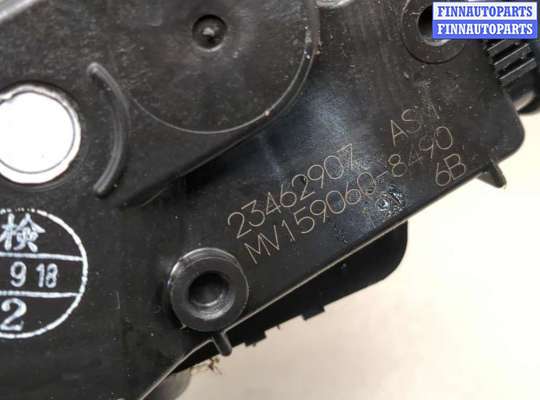 FINNAUTOPARTS
FINNAUTOPARTS
23462907 ASM
MV159060-8490
6B
検
9 18
2